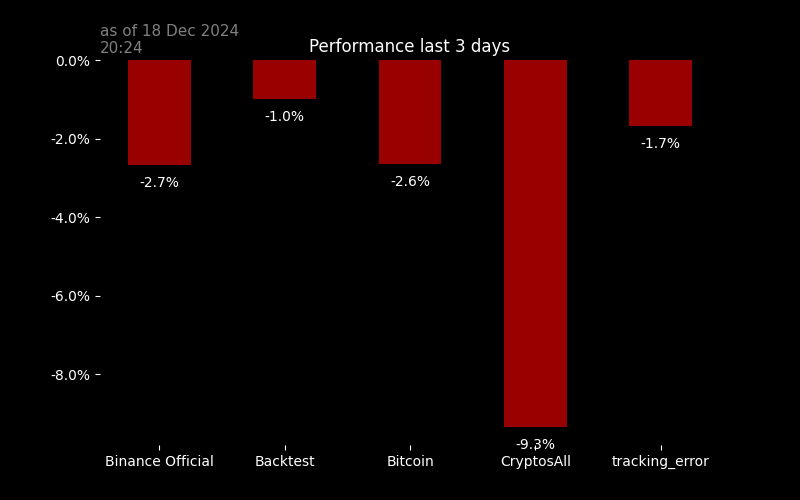 as of 18 Dec 2024
20:24
Performance last 3 days
0.0%
-2.0%
-4.0%
-6.0%
-8.0%
-2.7%
-1.0%
-2.6%
-9.3%
-1.7%
Binance Official
Backtest
Bitcoin
CryptosAll
tracking_error